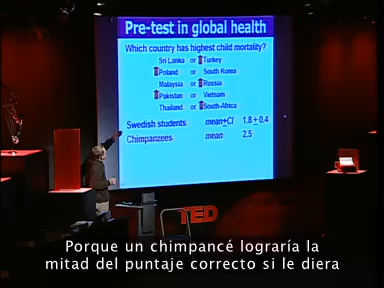 Pre-test in global health
Which country has highest child mortality?
Sri Lanka or Turkey
Poland or South Korea
Malaysia or Russia
Pakistan or Vietnam
Thailand or South-Africa
Swedish students mean+CI 1.8 ± 0.4
Chimpanzees mean 2.5
TED
Porque un chimpancé lograría la
mitad del puntaje correcto si le diera